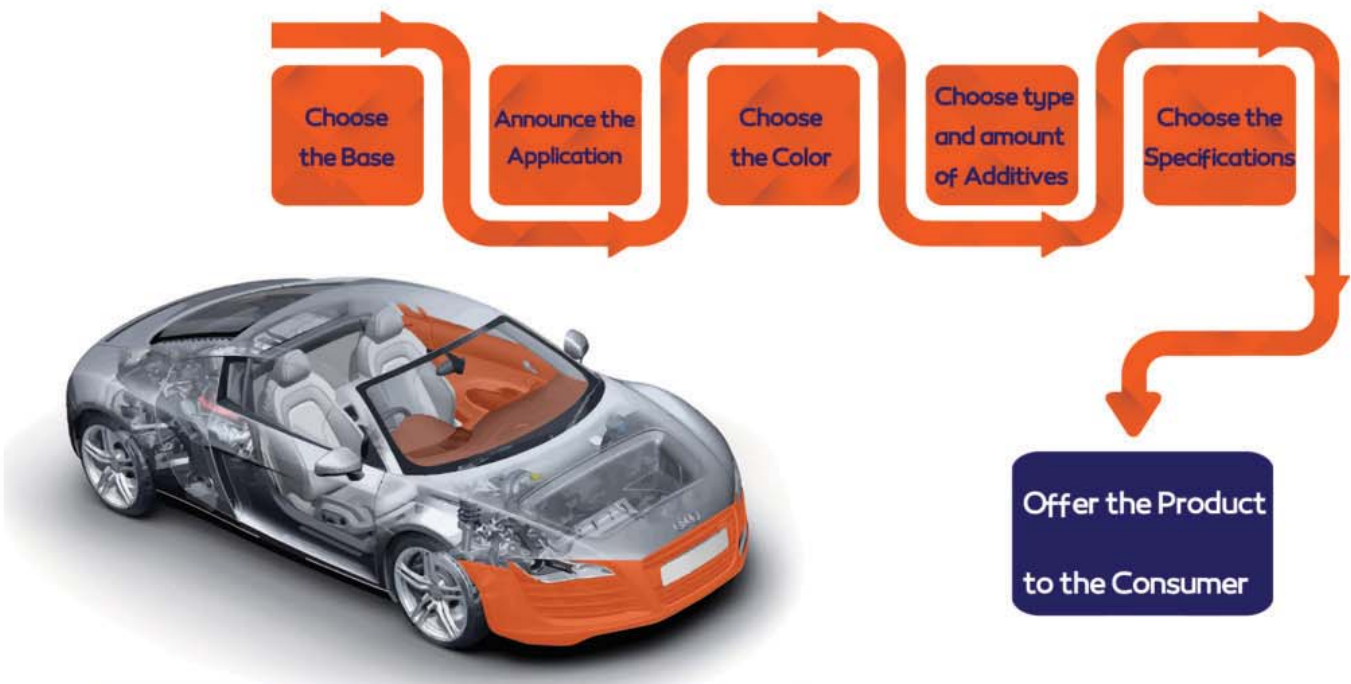 Choose
the Base
Announce the
Application
Choose
the Color
Choose type
and amount
of Additives
Choose the
Specifications
Offer the Product
to the Consumer